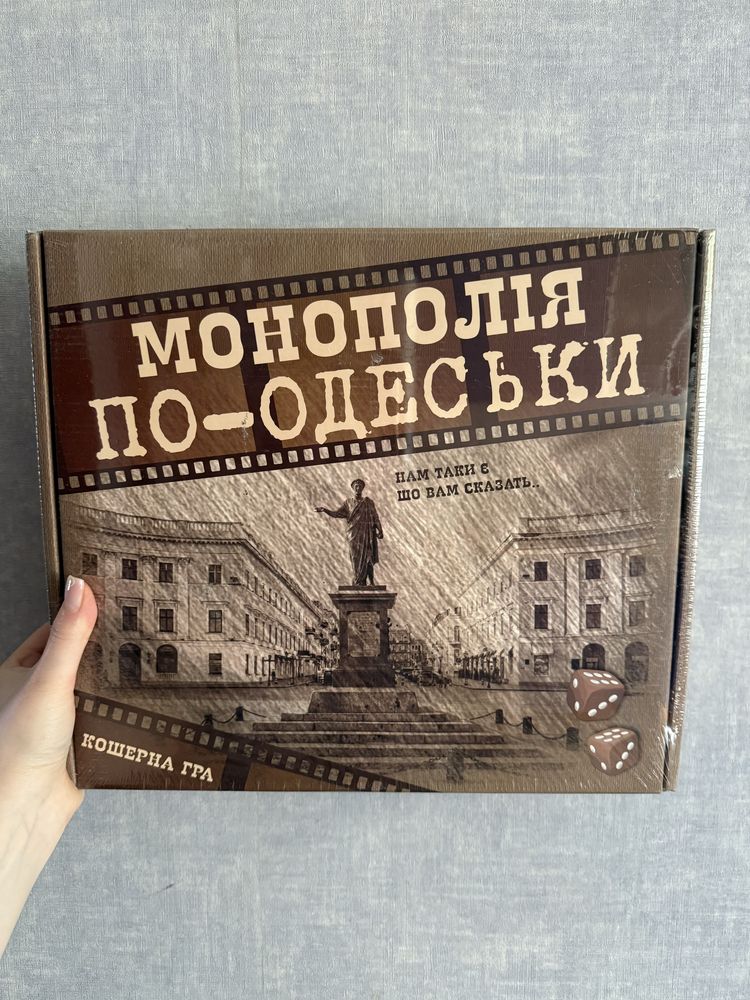 МОНОПОЛІЯ
ПО-ОДЕСЬКИ
НАМ ТАКИ Є
ШО ВАМ СКАЗАТЬ..
КОШЕРНА ГРА